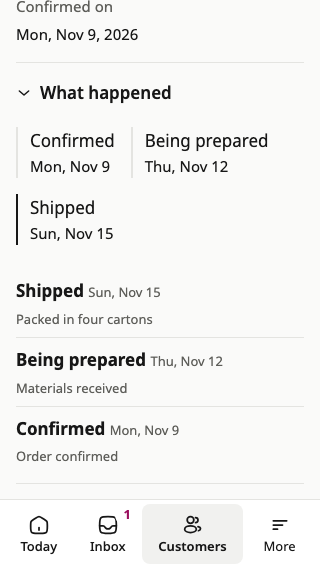 Confirmed on
Mon, Nov 9, 2026
What happened
Confirmed
Mon, Nov 9
Being prepared
Thu, Nov 12
Shipped
Sun, Nov 15
Shipped Sun, Nov 15
Packed in four cartons
Being prepared Thu, Nov 12
Materials received
Confirmed Mon, Nov 9
Order confirmed
Today
Inbox 1
Customers
More